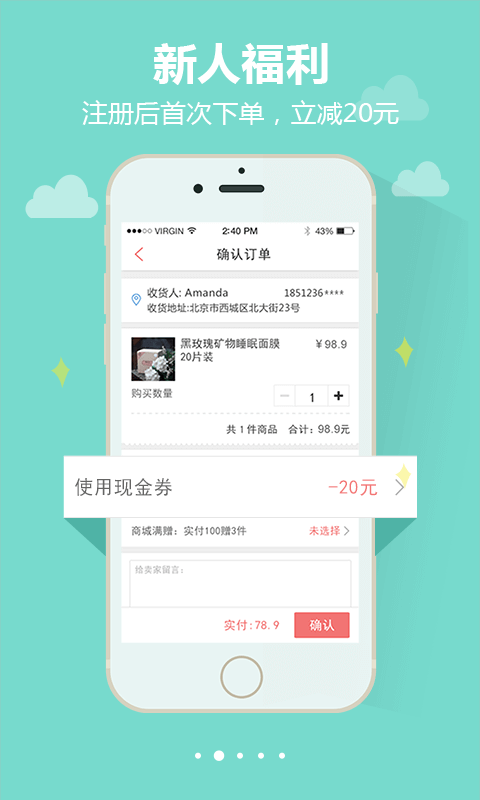 新人福利
注册后首次下单，立减20元
VIRGIN 2:40 PM 43%
确认订单
收货人: Amanda 1851236****
收货地址:北京市西城区北大街23号
黑玫瑰矿物睡眠面膜 ￥98.9
20片装
购买数量 1
共1件商品 合计：98.9元
使用现金券 -20元
商城满赠：实付100赠3件 未选择
给卖家留言：
实付:78.9 确认